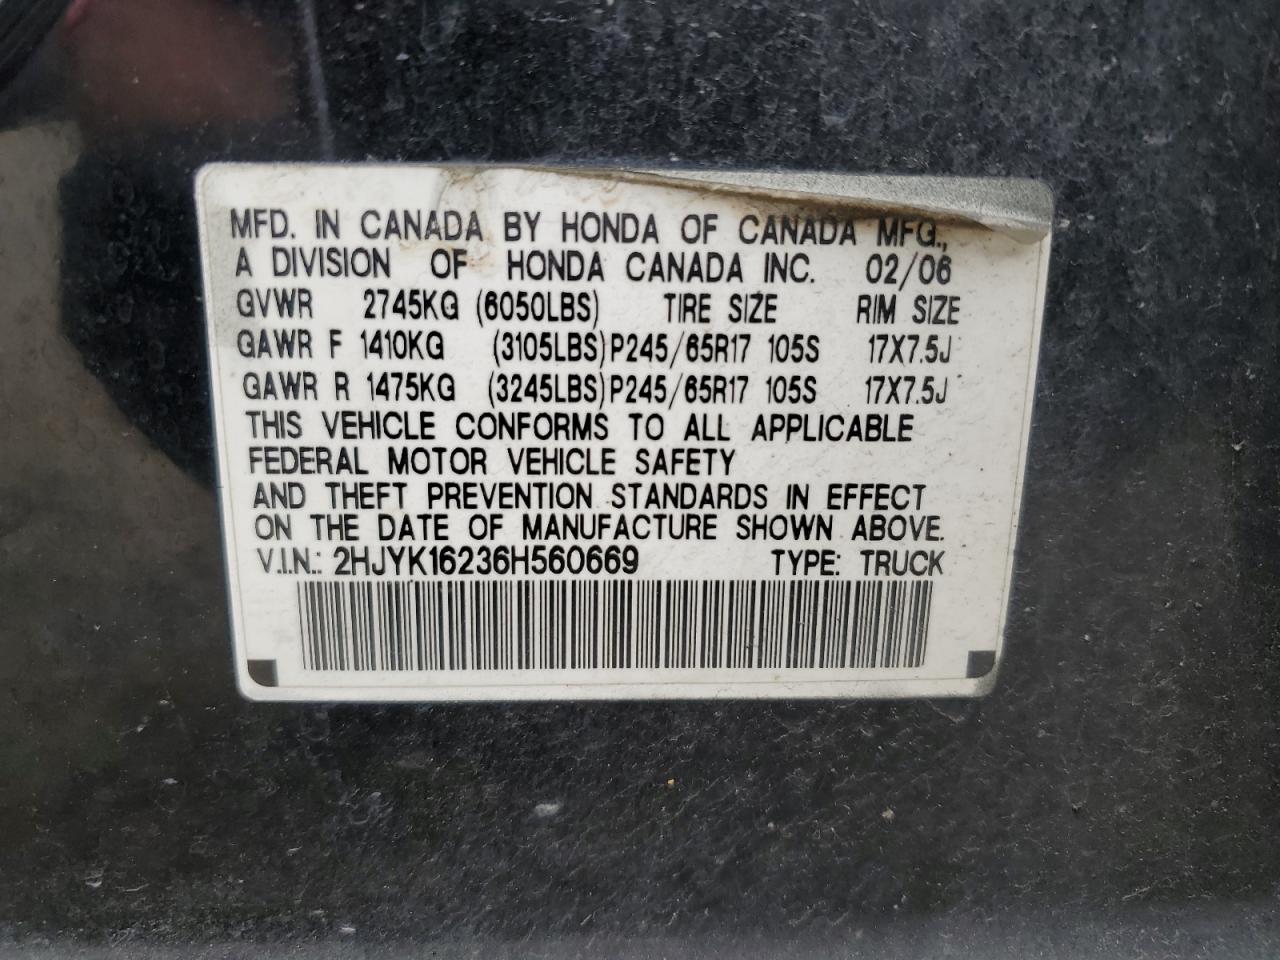 MFD. IN CANADA BY HONDA OF CANADA MFG.,
A DIVISION OF HONDA CANADA INC. 02/06
GVWR 2745KG (6050LBS) TIRE SIZE RIM SIZE
GAWR F 1410KG (3105LBS) P245/65R17 105S 17X7.5J
GAWR R 1475KG (3245LBS) P245/65R17 105S 17X7.5J
THIS VEHICLE CONFORMS TO ALL APPLICABLE
FEDERAL MOTOR VEHICLE SAFETY
AND THEFT PREVENTION STANDARDS IN EFFECT
ON THE DATE OF MANUFACTURE SHOWN ABOVE.
V.I.N.: 2HJYK16236H560669 TYPE: TRUCK